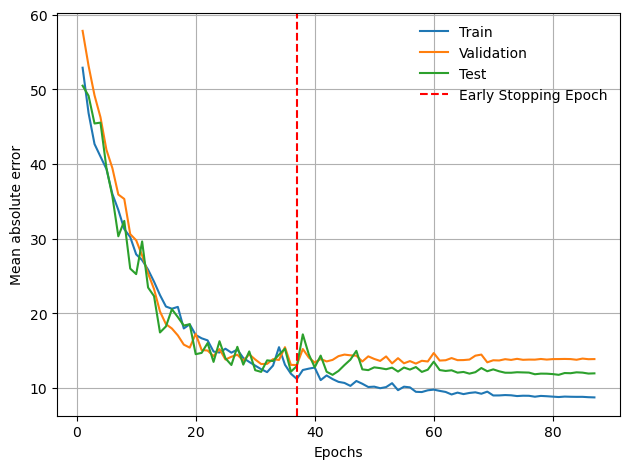 60
50
40
30
20
10
Mean absolute error
Train
Validation
Test
Early Stopping Epoch
0 20 40 60 80
Epochs